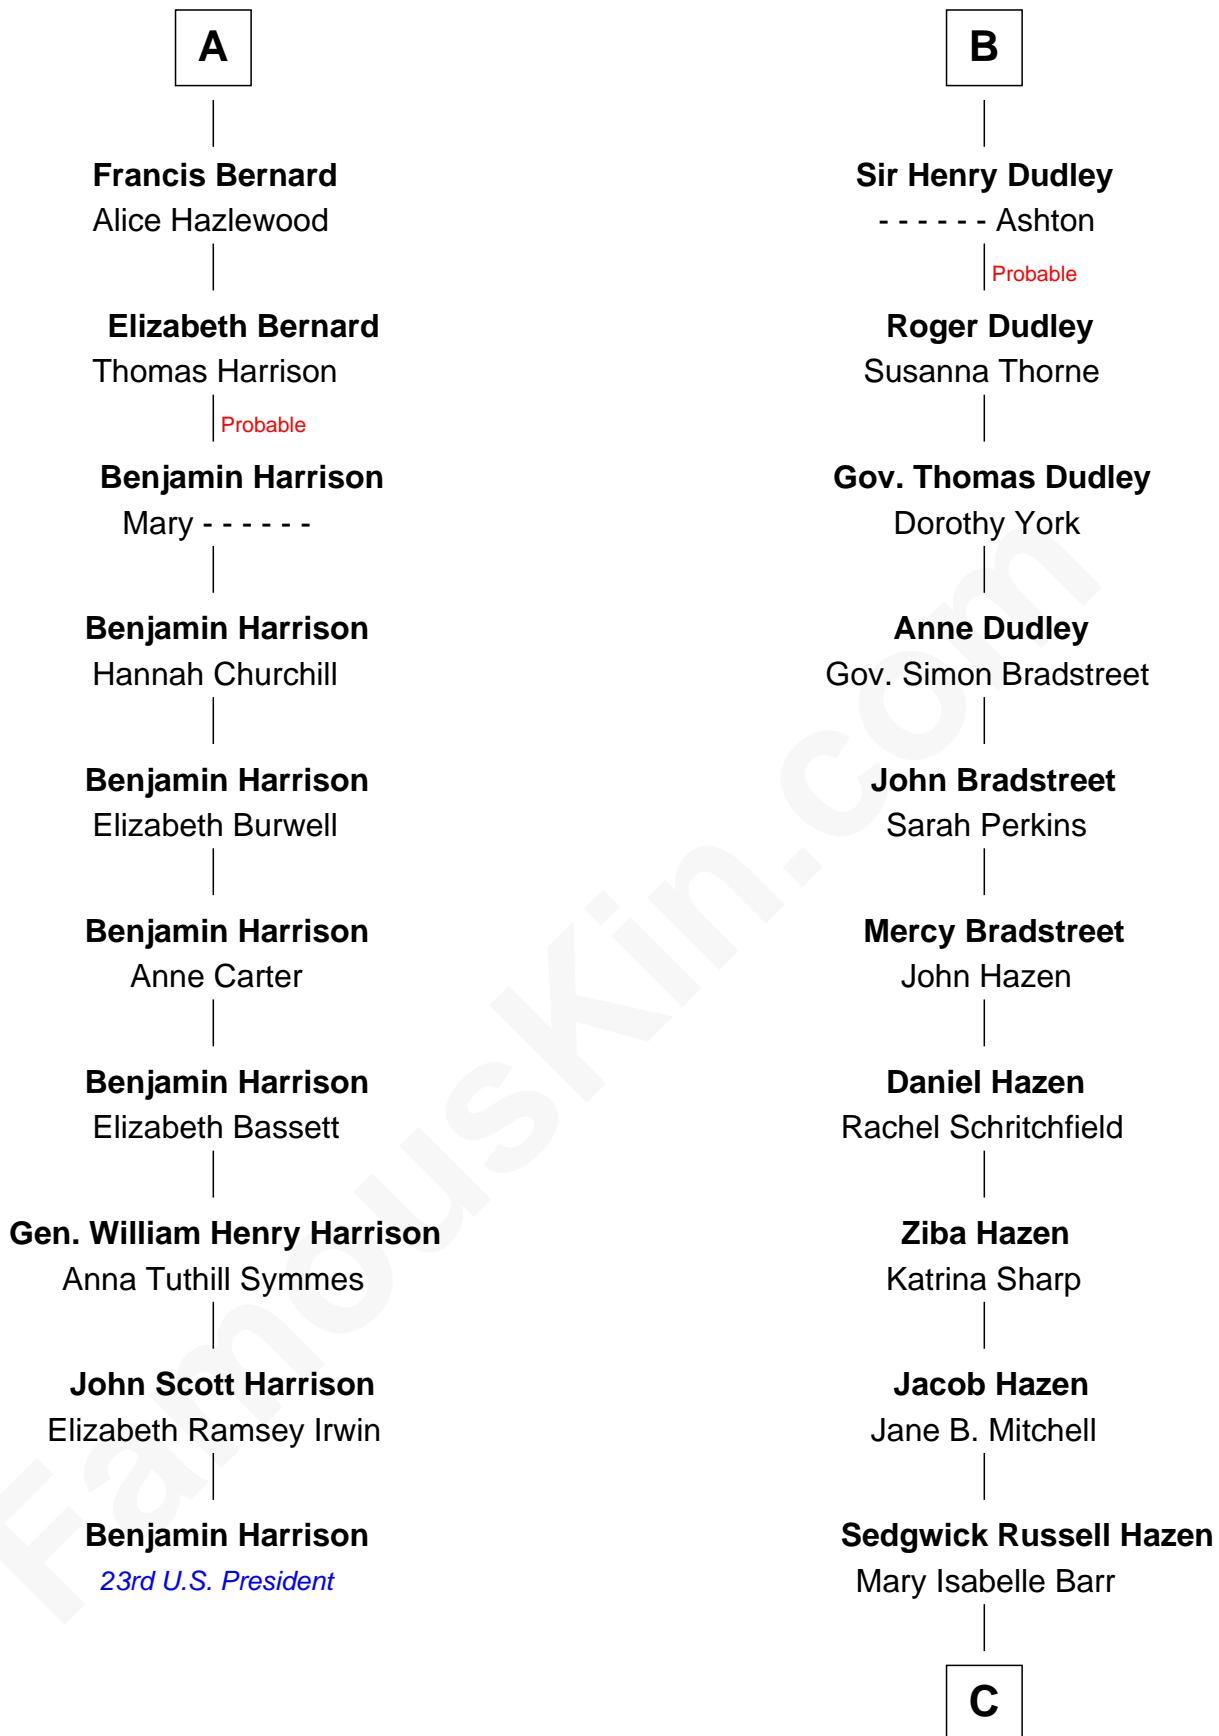 A
Francis Bernard
Alice Hazlewood
Elizabeth Bernard
Thomas Harrison
Probable
Benjamin Harrison
Mary - - - - - -
Benjamin Harrison
Hannah Churchill
Benjamin Harrison
Elizabeth Burwell
Benjamin Harrison
Anne Carter
Benjamin Harrison
Elizabeth Bassett
Gen. William Henry Harrison
Anna Tuthill Symmes
John Scott Harrison
Elizabeth Ramsey Irwin
Benjamin Harrison
23rd U.S. President
B
Sir Henry Dudley
- - - - - - Ashton
Probable
Roger Dudley
Susanna Thorne
Gov. Thomas Dudley
Dorothy York
Anne Dudley
Gov. Simon Bradstreet
John Bradstreet
Sarah Perkins
Mercy Bradstreet
John Hazen
Daniel Hazen
Rachel Schritchfield
Ziba Hazen
Katrina Sharp
Jacob Hazen
Jane B. Mitchell
Sedgwick Russell Hazen
Mary Isabelle Barr
C
FamousKin.com